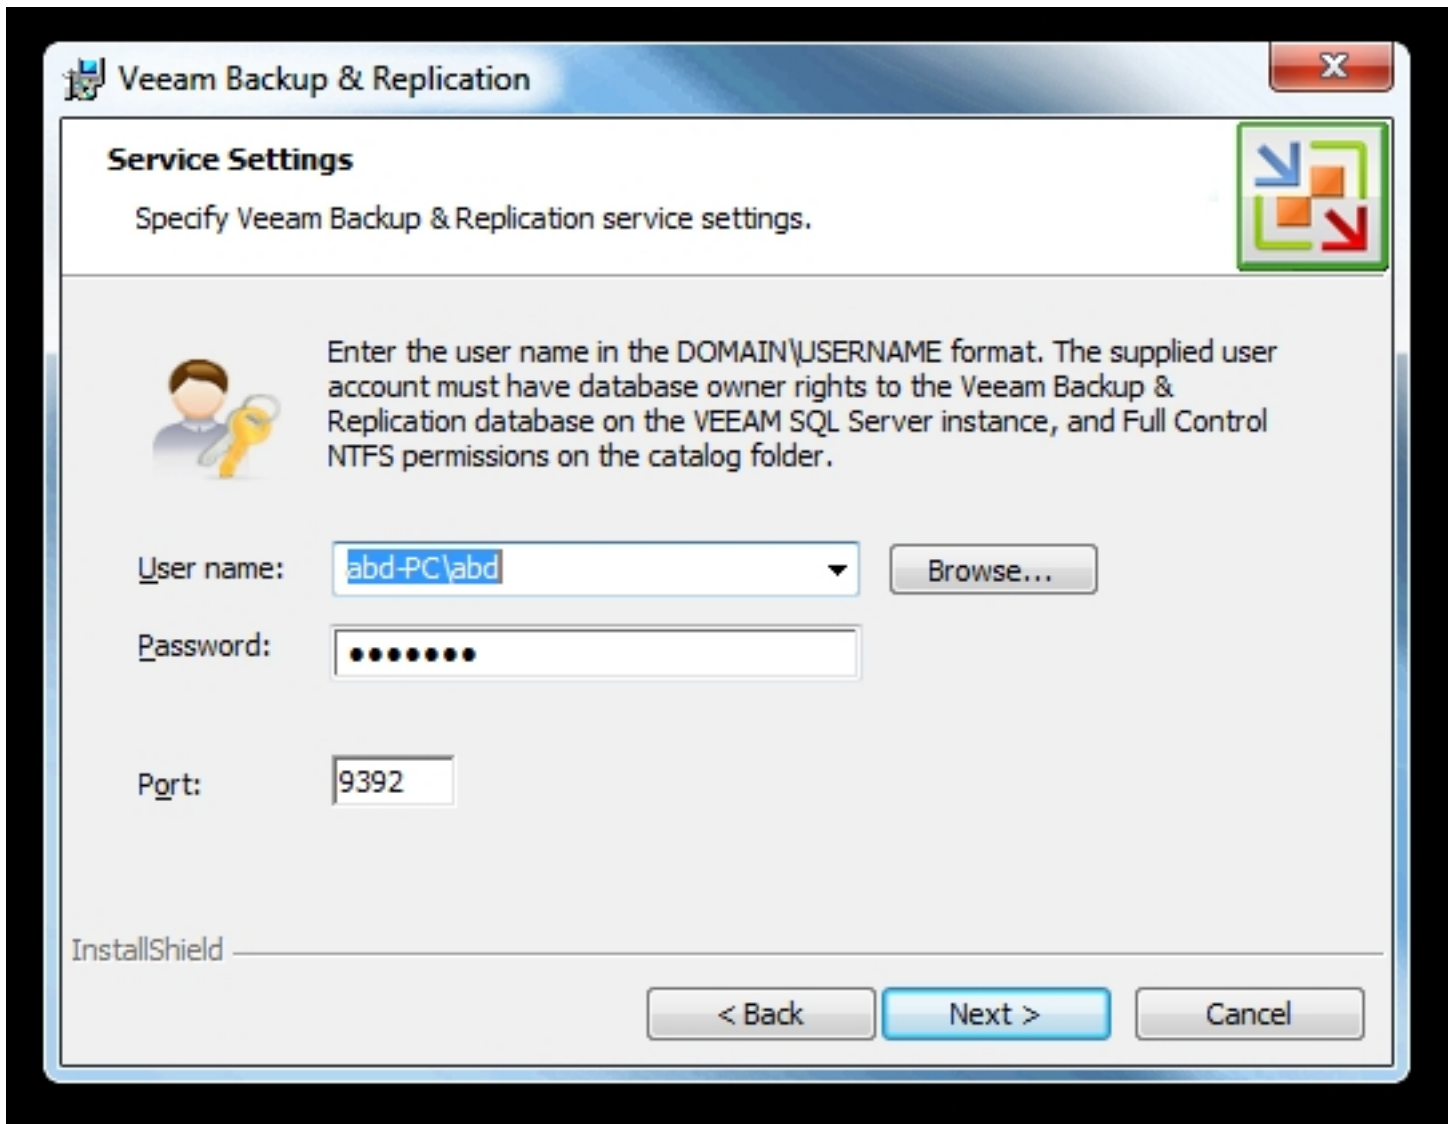 Veeam Backup & Replication
Service Settings
Specify Veeam Backup & Replication service settings.
Enter the user name in the DOMAIN\USERNAME format. The supplied user
account must have database owner rights to the Veeam Backup &
Replication database on the VEEAM SQL Server instance, and Full Control
NTFS permissions on the catalog folder.
User name: abd-PC\abd Browse...
Password: ●●●●●●●
Port: 9392
InstallShield
< Back Next > Cancel